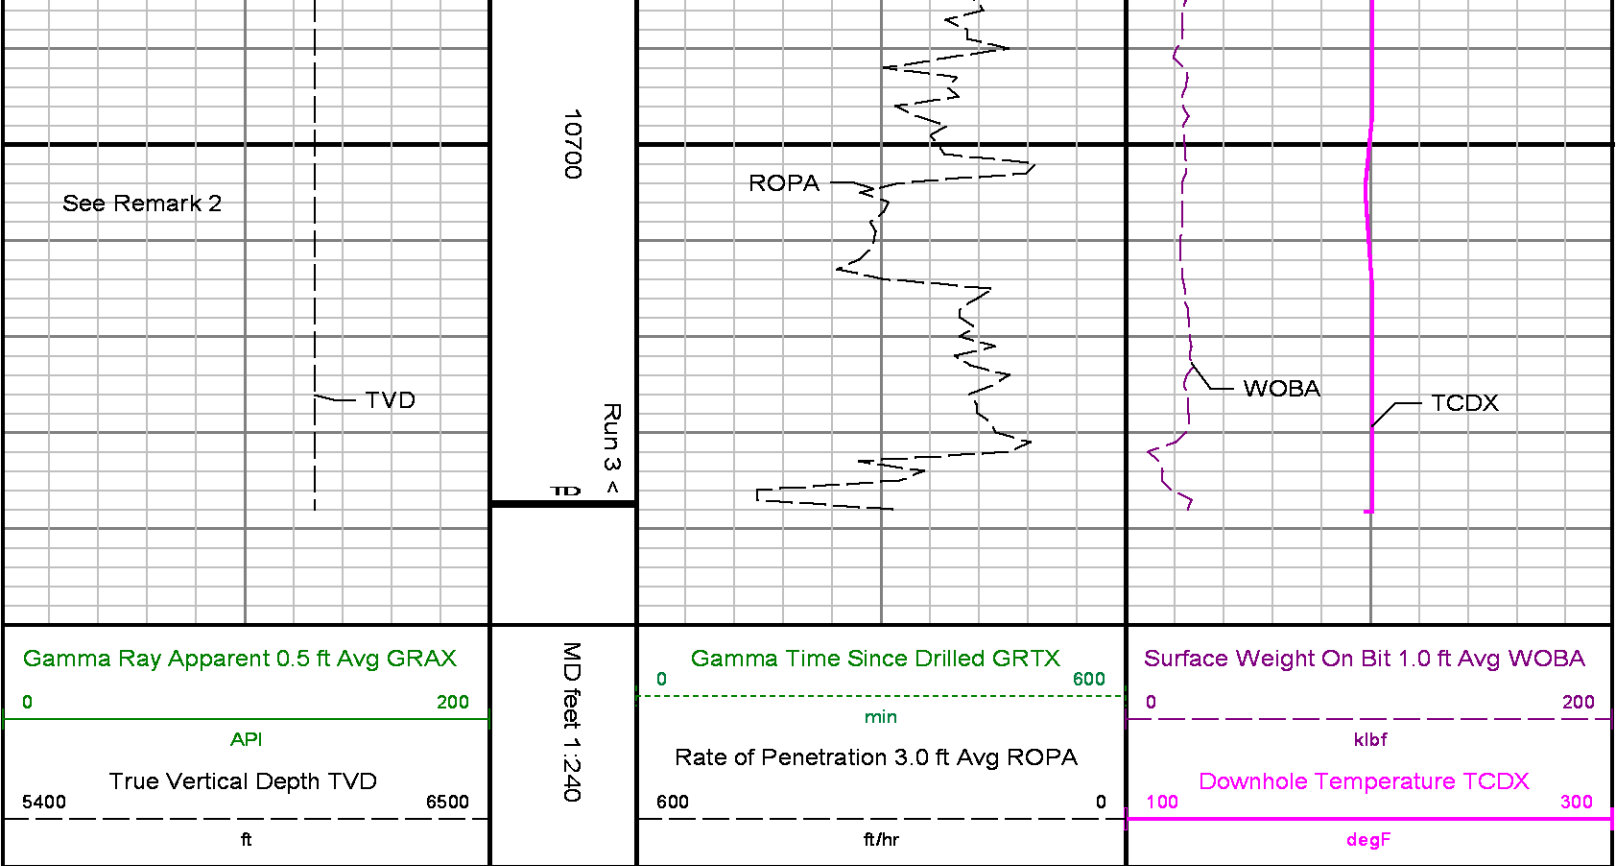 10700
ROPA
See Remark 2
TVD
WOBA
TCDX
Run 3 <
TD
Gamma Ray Apparent 0.5 ft Avg GRAX
0 200
API
True Vertical Depth TVD
5400 6500
ft
MD feet 1:240
Gamma Time Since Drilled GRTX
0 600
min
Rate of Penetration 3.0 ft Avg ROPA
600 0
ft/hr
Surface Weight On Bit 1.0 ft Avg WOBA
0 200
klbf
Downhole Temperature TCDX
100 300
degF